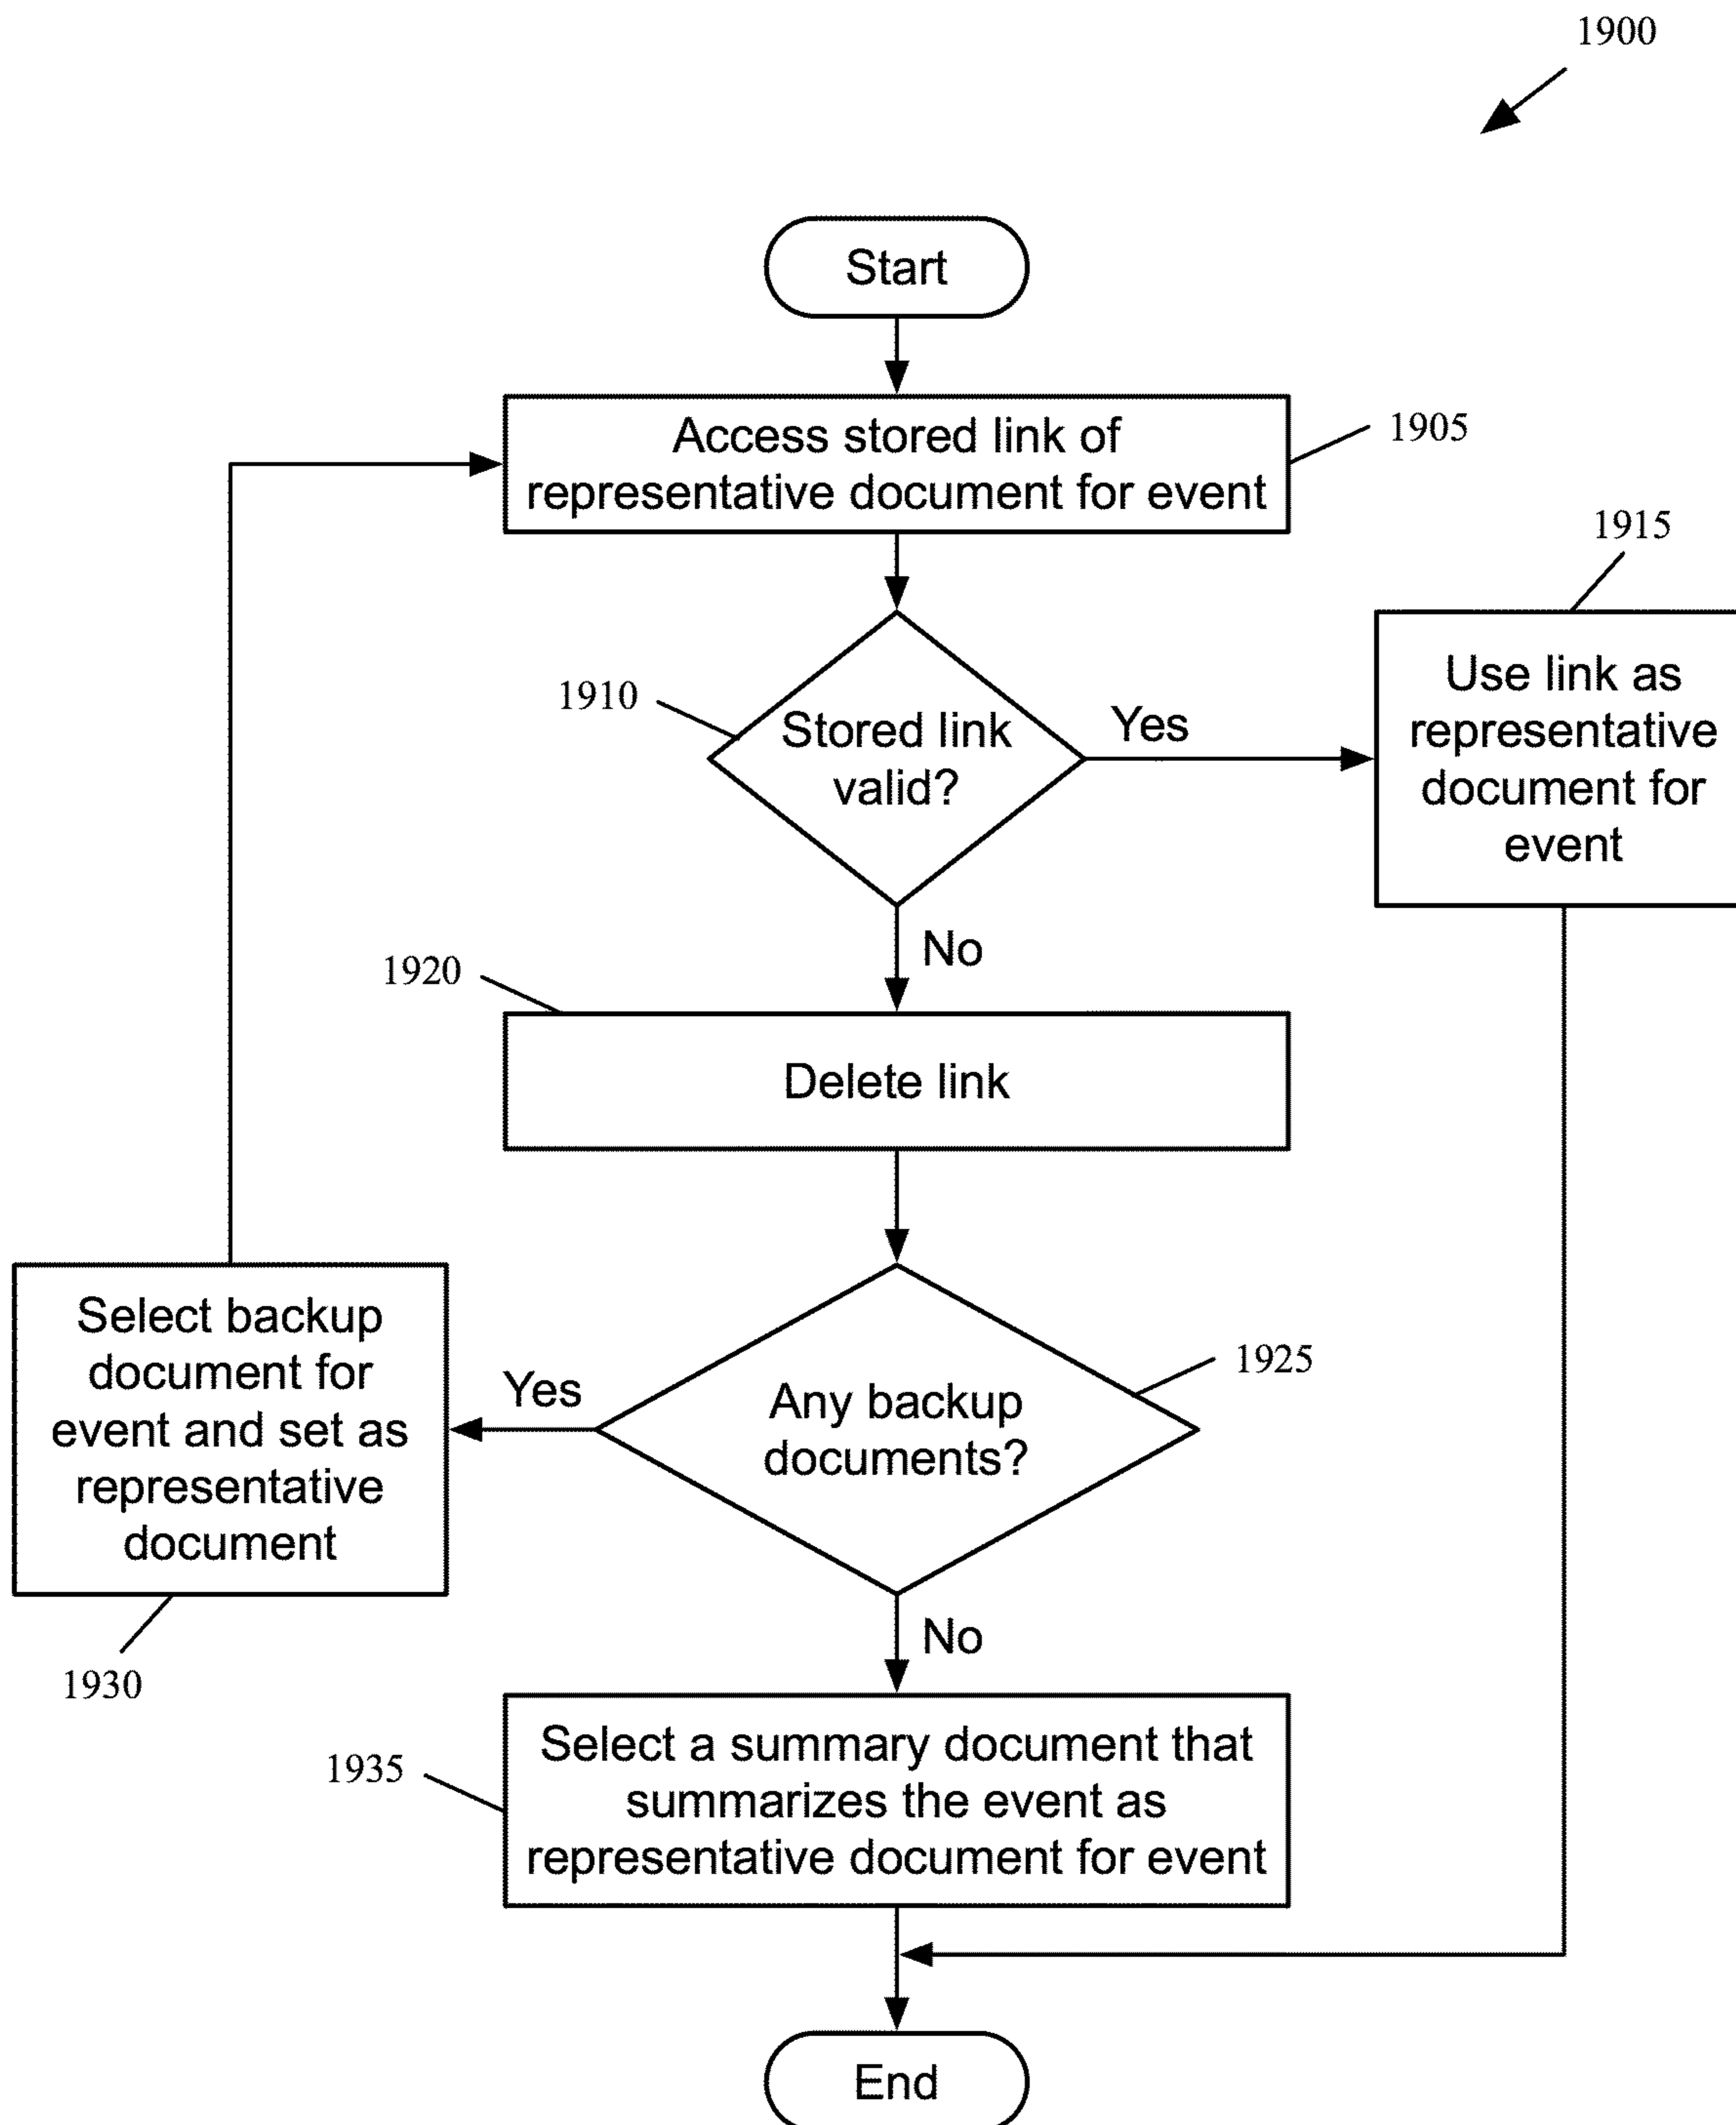 1900
Start
Access stored link of
representative document for event
1905
1910
Stored link
valid?
Yes
1915
Use link as
representative
document for
event
No
1920
Delete link
1925
Any backup
documents?
Yes
Select backup
document for
event and set as
representative
document
1930
No
1935
Select a summary document that
summarizes the event as
representative document for event
End